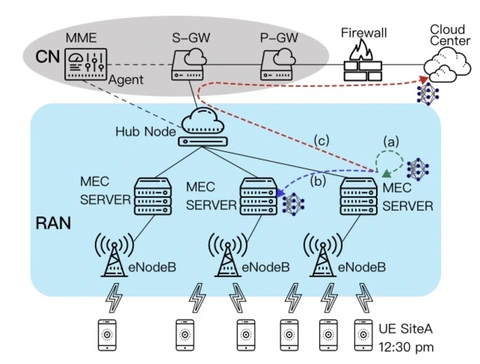 MME
S-GW
P-GW
Firewall
Cloud
Center
CN
Agent
Hub Node
(c)
(a)
(b)
MEC
SERVER
MEC
SERVER
MEC
SERVER
RAN
eNodeB
eNodeB
eNodeB
UE SiteA
12:30 pm